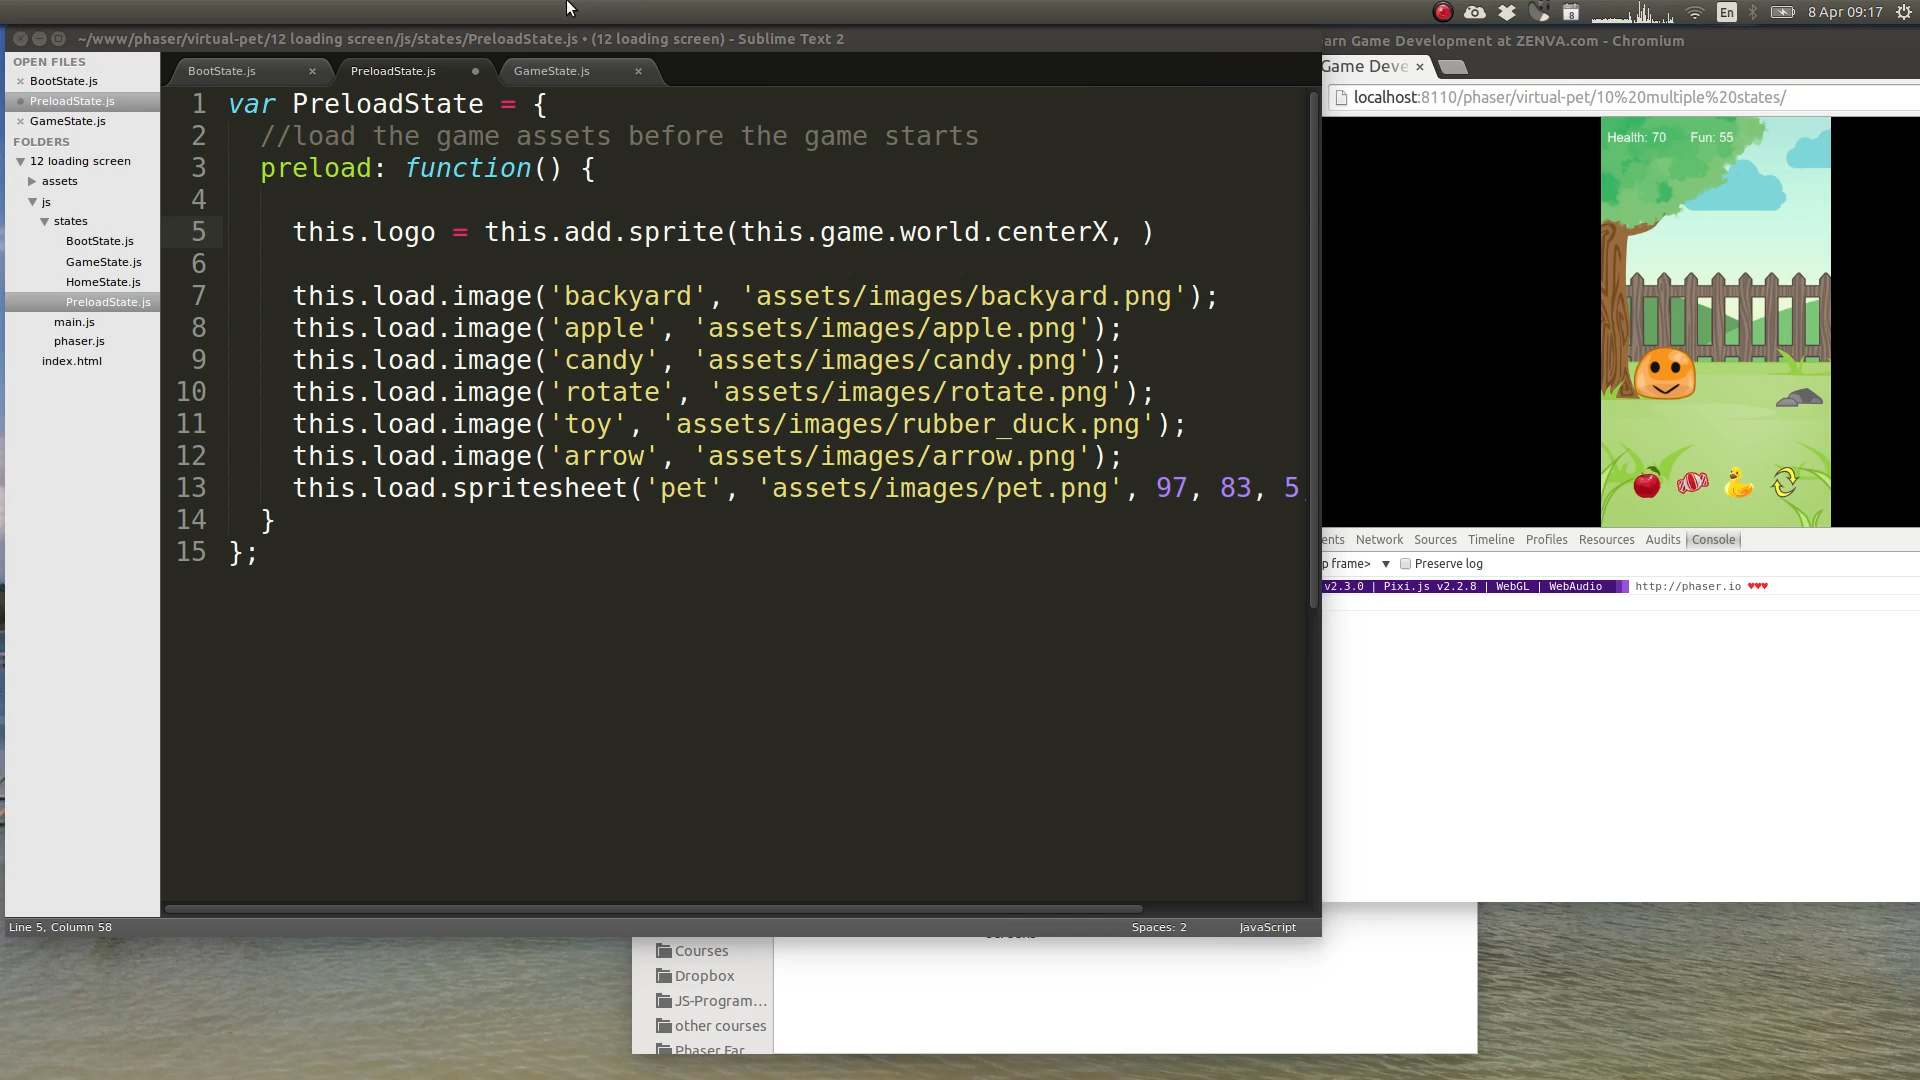 En
8 Apr 09:17
~/www/phaser/virtual-pet/12 loading screen/js/states/PreloadState.js • (12 loading screen) - Sublime Text 2
OPEN FILES
BootState.js
PreloadState.js
GameState.js
FOLDERS
12 loading screen
assets
js
states
BootState.js
GameState.js
HomeState.js
PreloadState.js
main.js
phaser.js
index.html
BootState.js
PreloadState.js
GameState.js
1 var PreloadState = {
2 //load the game assets before the game starts
3 preload: function() {
4
5 this.logo = this.add.sprite(this.game.world.centerX, )
6
7 this.load.image('backyard', 'assets/images/backyard.png');
8 this.load.image('apple', 'assets/images/apple.png');
9 this.load.image('candy', 'assets/images/candy.png');
10 this.load.image('rotate', 'assets/images/rotate.png');
11 this.load.image('toy', 'assets/images/rubber_duck.png');
12 this.load.image('arrow', 'assets/images/arrow.png');
13 this.load.spritesheet('pet', 'assets/images/pet.png', 97, 83, 5,
14 }
15 };
Line 5, Column 58
Spaces: 2
JavaScript
arn Game Development at ZENVA.com - Chromium
Game Deve
localhost:8110/phaser/virtual-pet/10%20multiple%20states/
Health: 70
Fun: 55
ents Network Sources Timeline Profiles Resources Audits Console
p frame> Preserve log
v2.3.0 | Pixi.js v2.2.8 | WebGL | WebAudio http://phaser.io ♥♥♥
Courses
Dropbox
JS-Program…
other courses
Phaser Far